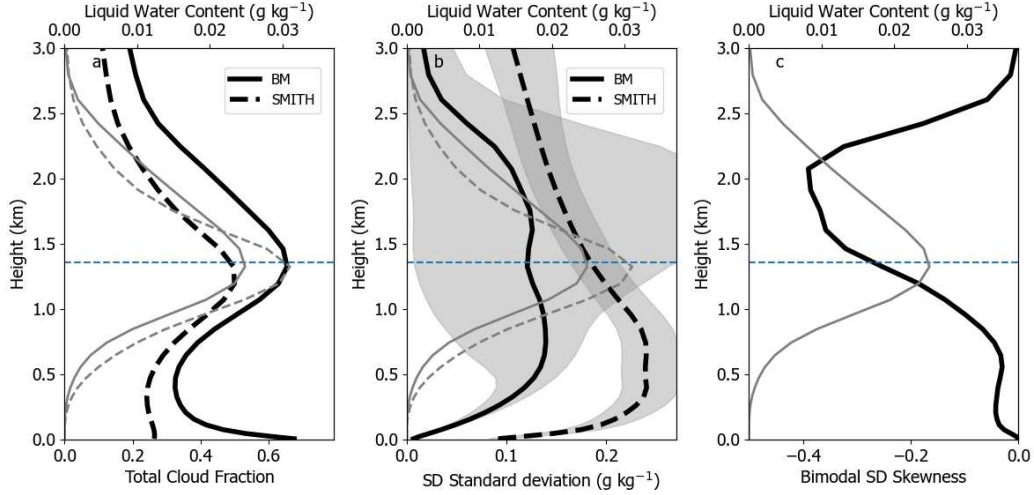 Liquid Water Content (g kg⁻¹)
0.00 0.01 0.02 0.03
a
BM
SMITH
3.0
2.5
2.0
1.5
1.0
0.5
0.0
Height (km)
0.0 0.2 0.4 0.6
Total Cloud Fraction
Liquid Water Content (g kg⁻¹)
0.00 0.01 0.02 0.03
b
BM
SMITH
3.0
2.5
2.0
1.5
1.0
0.5
0.0
Height (km)
0.0 0.1 0.2
SD Standard deviation (g kg⁻¹)
Liquid Water Content (g kg⁻¹)
0.00 0.01 0.02 0.03
c
3.0
2.5
2.0
1.5
1.0
0.5
0.0
Height (km)
−0.4 −0.2 0.0
Bimodal SD Skewness